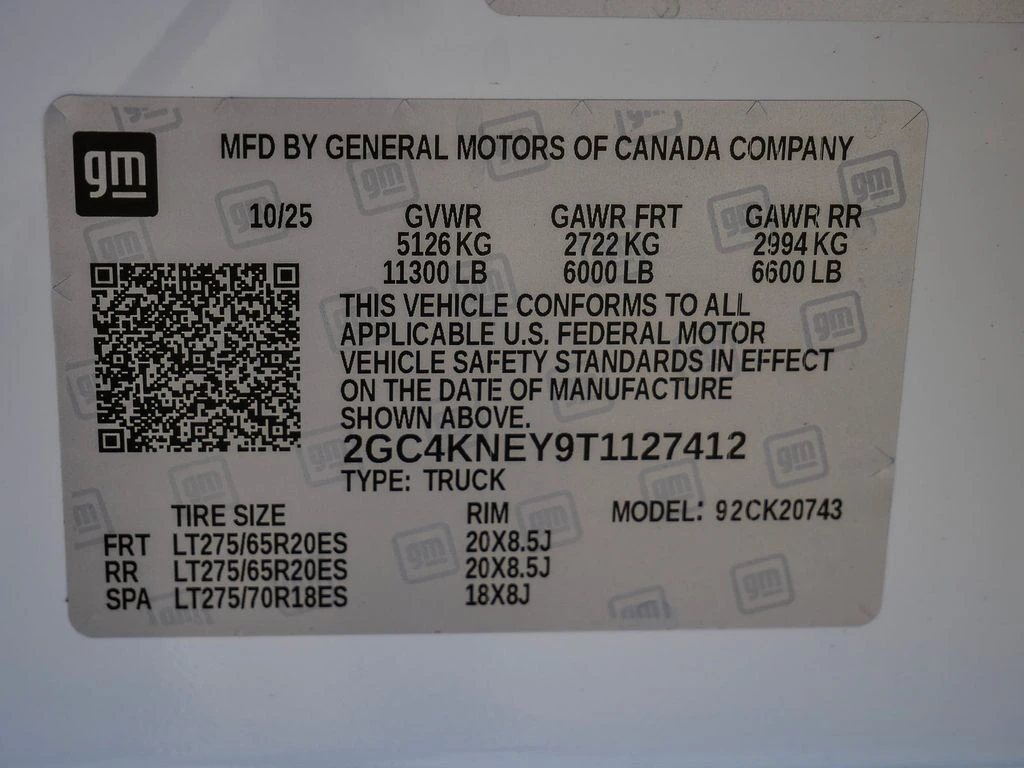 gm
MFD BY GENERAL MOTORS OF CANADA COMPANY
10/25 GVWR GAWR FRT GAWR RR
5126 KG 2722 KG 2994 KG
11300 LB 6000 LB 6600 LB
THIS VEHICLE CONFORMS TO ALL
APPLICABLE U.S. FEDERAL MOTOR
VEHICLE SAFETY STANDARDS IN EFFECT
ON THE DATE OF MANUFACTURE
SHOWN ABOVE.
2GC4KNEY9T1127412
TYPE: TRUCK
TIRE SIZE RIM MODEL: 92CK20743
FRT LT275/65R20ES 20X8.5J
RR LT275/65R20ES 20X8.5J
SPA LT275/70R18ES 18X8J